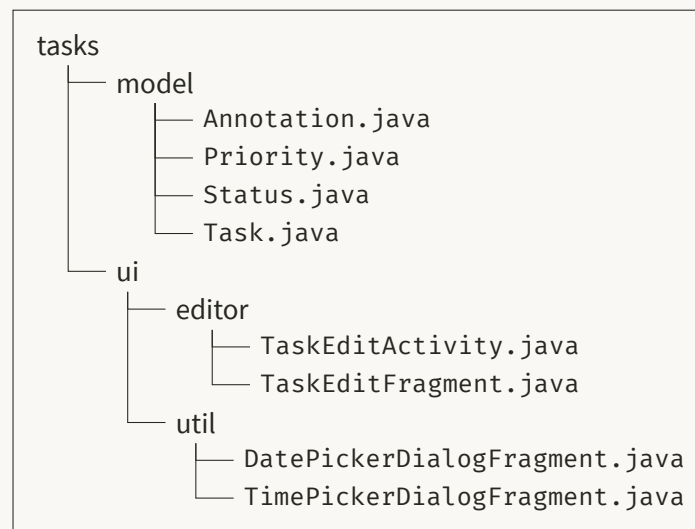 tasks
model
Annotation.java
Priority.java
Status.java
Task.java
ui
editor
TaskEditActivity.java
TaskEditFragment.java
util
DatePickerDialogFragment.java
TimePickerDialogFragment.java